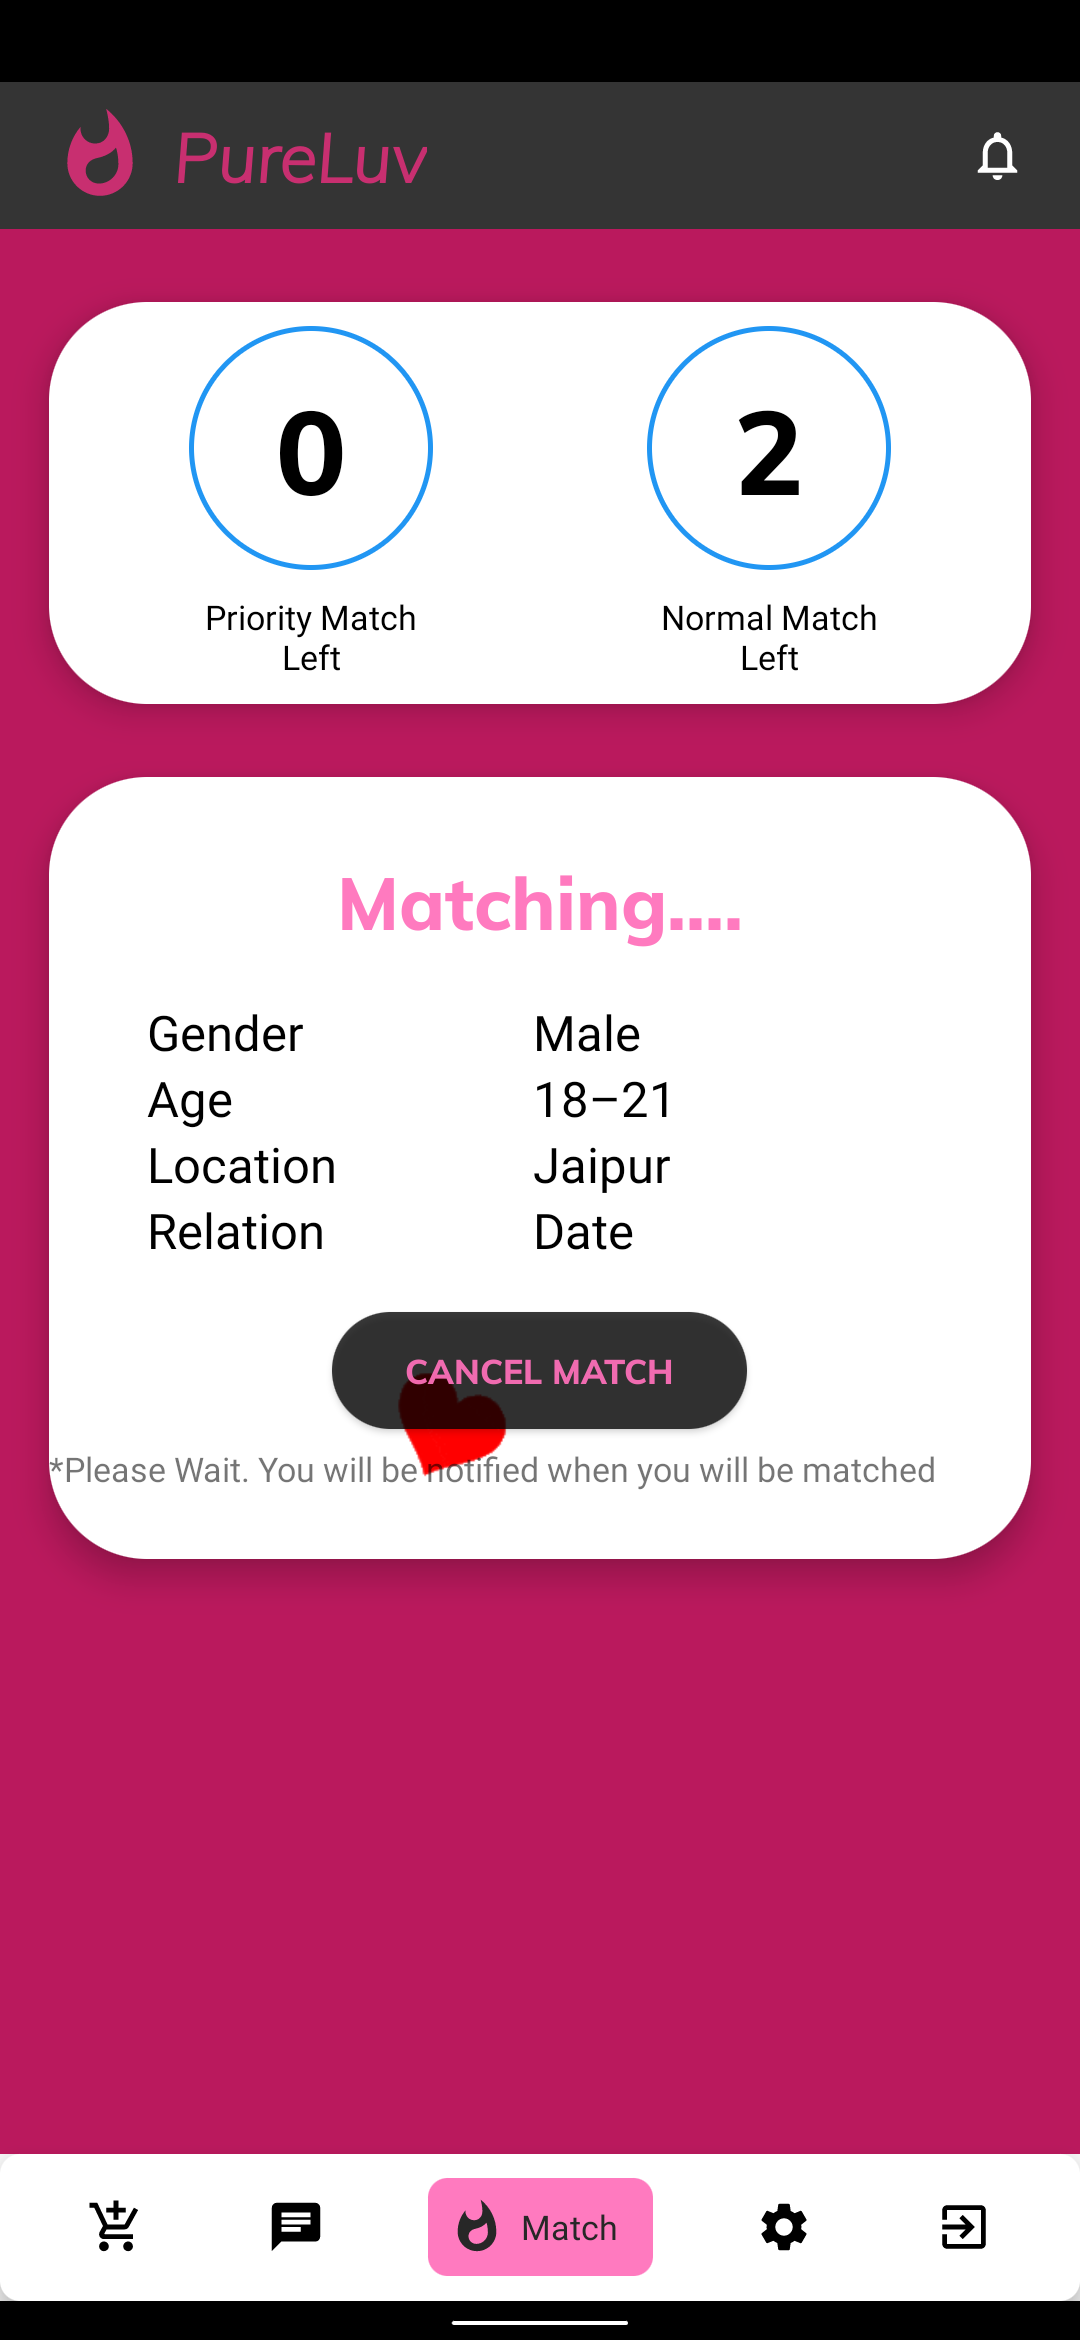 PureLuv
0 2
Priority Match Normal Match
Left Left
Matching....
Gender Male
Age 18–21
Location Jaipur
Relation Date
CANCEL MATCH
*Please Wait. You will be notified when you will be matched
Match